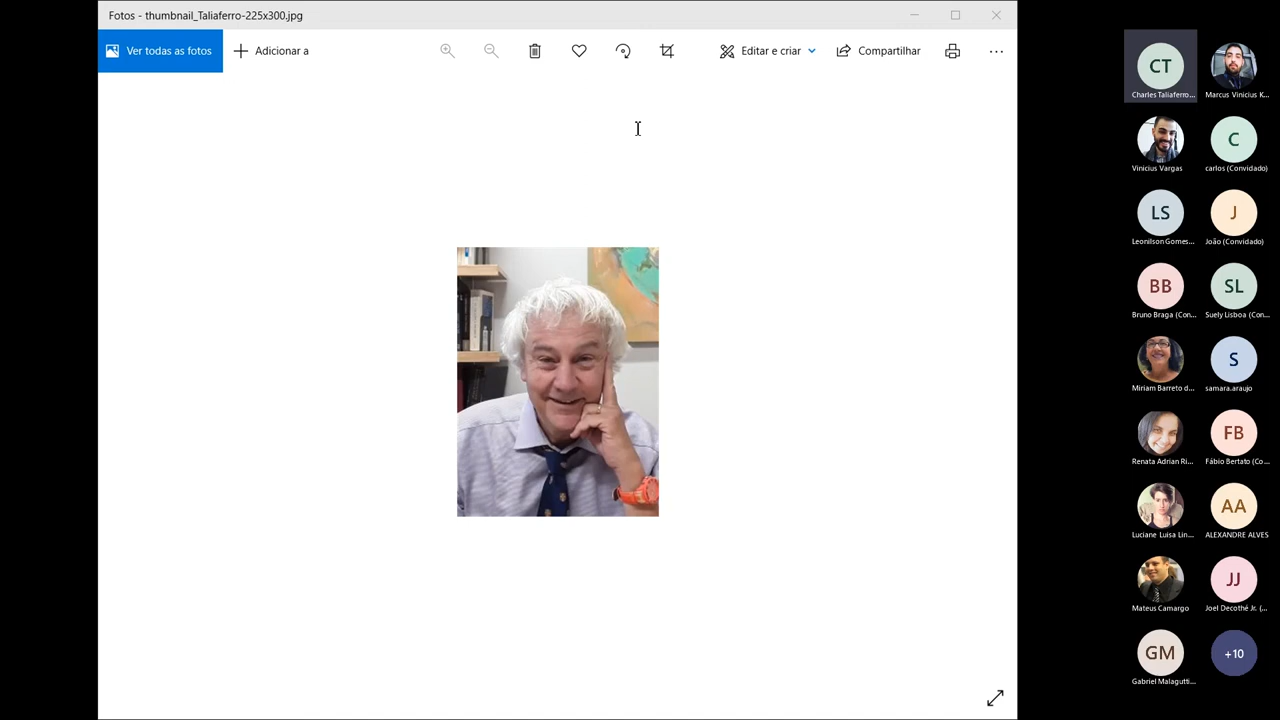 Fotos - thumbnail_Taliaferro-225x300.jpg
Ver todas as fotos
Adicionar a
Editar e criar
Compartilhar
CT
Charles Taliaferro...
Marcus Vinicius K...
Vinicius Vargas
C
carlos (Convidado)
LS
Leonilson Gomes...
J
João (Convidado)
BB
Bruno Braga (Con...
SL
Suely Lisboa (Con...
Miriam Barreto d...
S
samara.araujo
Renata Adrian Ri...
FB
Fábio Bertato (Co...
Luciane Luisa Lin...
AA
ALEXANDRE ALVES
Mateus Camargo
JJ
Joel Decothé Jr. (...
GM
Gabriel Malagutti...
+10